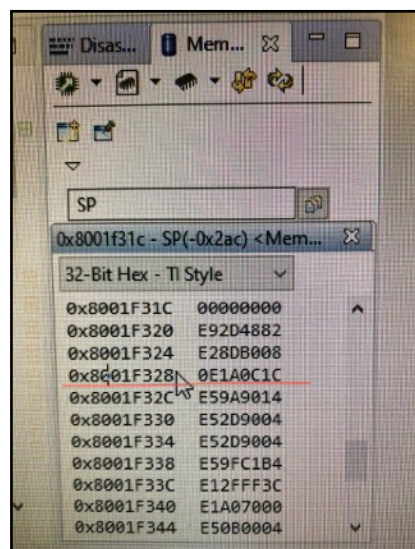 Disas... Mem...
SP
0x8001f31c - SP(-0x2ac) <Mem...
32-Bit Hex - TI Style
0x8001F31C 00000000
0x8001F320 E92D4882
0x8001F324 E28DB008
0x8001F328 0E1A0C1C
0x8001F32C E59A9014
0x8001F330 E52D9004
0x8001F334 E52D9004
0x8001F338 E59FC1B4
0x8001F33C E12FFF3C
0x8001F340 E1A07000
0x8001F344 E50B0004